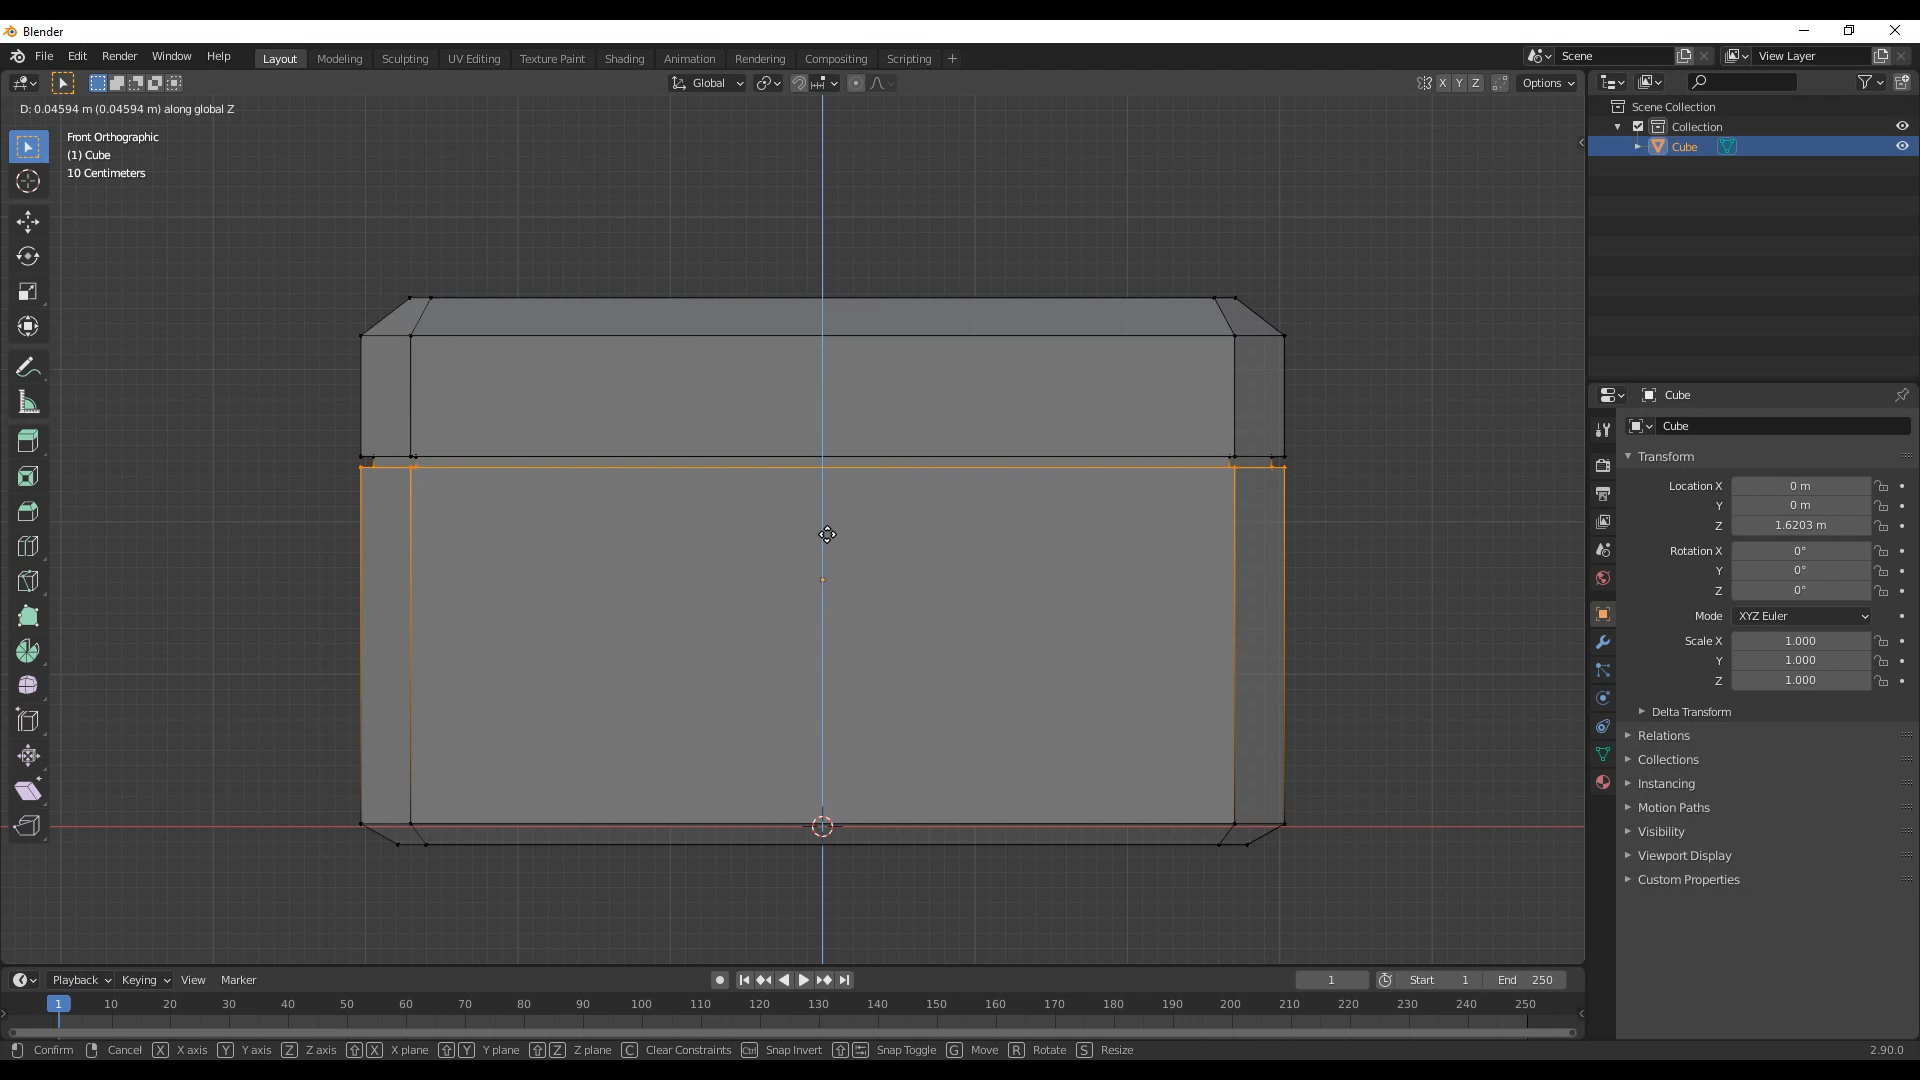 Blender
File Edit Render Window Help Layout Modeling Sculpting UV Editing Texture Paint Shading Animation Rendering Compositing Scripting + Scene View Layer
Global X Y Z Options
D: 0.04594 m (0.04594 m) along global Z
Front Orthographic
(1) Cube
10 Centimeters
Scene Collection
Collection
Cube
Cube
Cube
Transform
Location X 0 m
Y 0 m
Z 1.6203 m
Rotation X 0°
Y 0°
Z 0°
Mode XYZ Euler
Scale X 1.000
Y 1.000
Z 1.000
Delta Transform
Relations
Collections
Instancing
Motion Paths
Visibility
Viewport Display
Custom Properties
Playback Keying View Marker 1 Start 1 End 250
1 10 20 30 40 50 60 70 80 90 100 110 120 130 140 150 160 170 180 190 200 210 220 230 240 250
Confirm Cancel X X axis Y Y axis Z Z axis X X plane Y Y plane Z Z plane C Clear Constraints Ctrl Snap Invert Snap Toggle G Move R Rotate S Resize 2.90.0